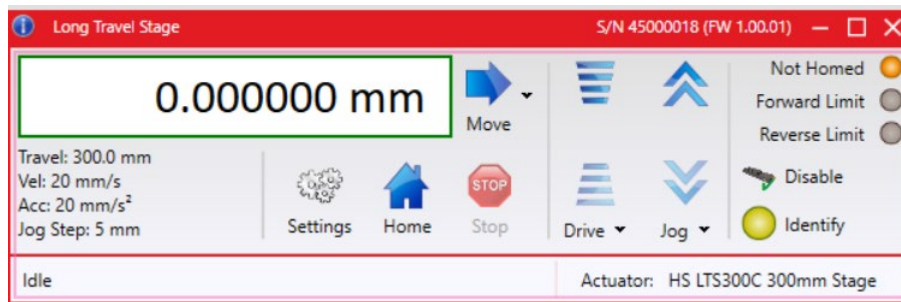 Long Travel Stage
S/N 45000018 (FW 1.00.01)
0.000000 mm
Move
Not Homed
Forward Limit
Reverse Limit
Travel: 300.0 mm
Vel: 20 mm/s
Acc: 20 mm/s²
Jog Step: 5 mm
Settings
Home
STOP
Stop
Drive
Jog
Disable
Identify
Idle
Actuator: HS LTS300C 300mm Stage